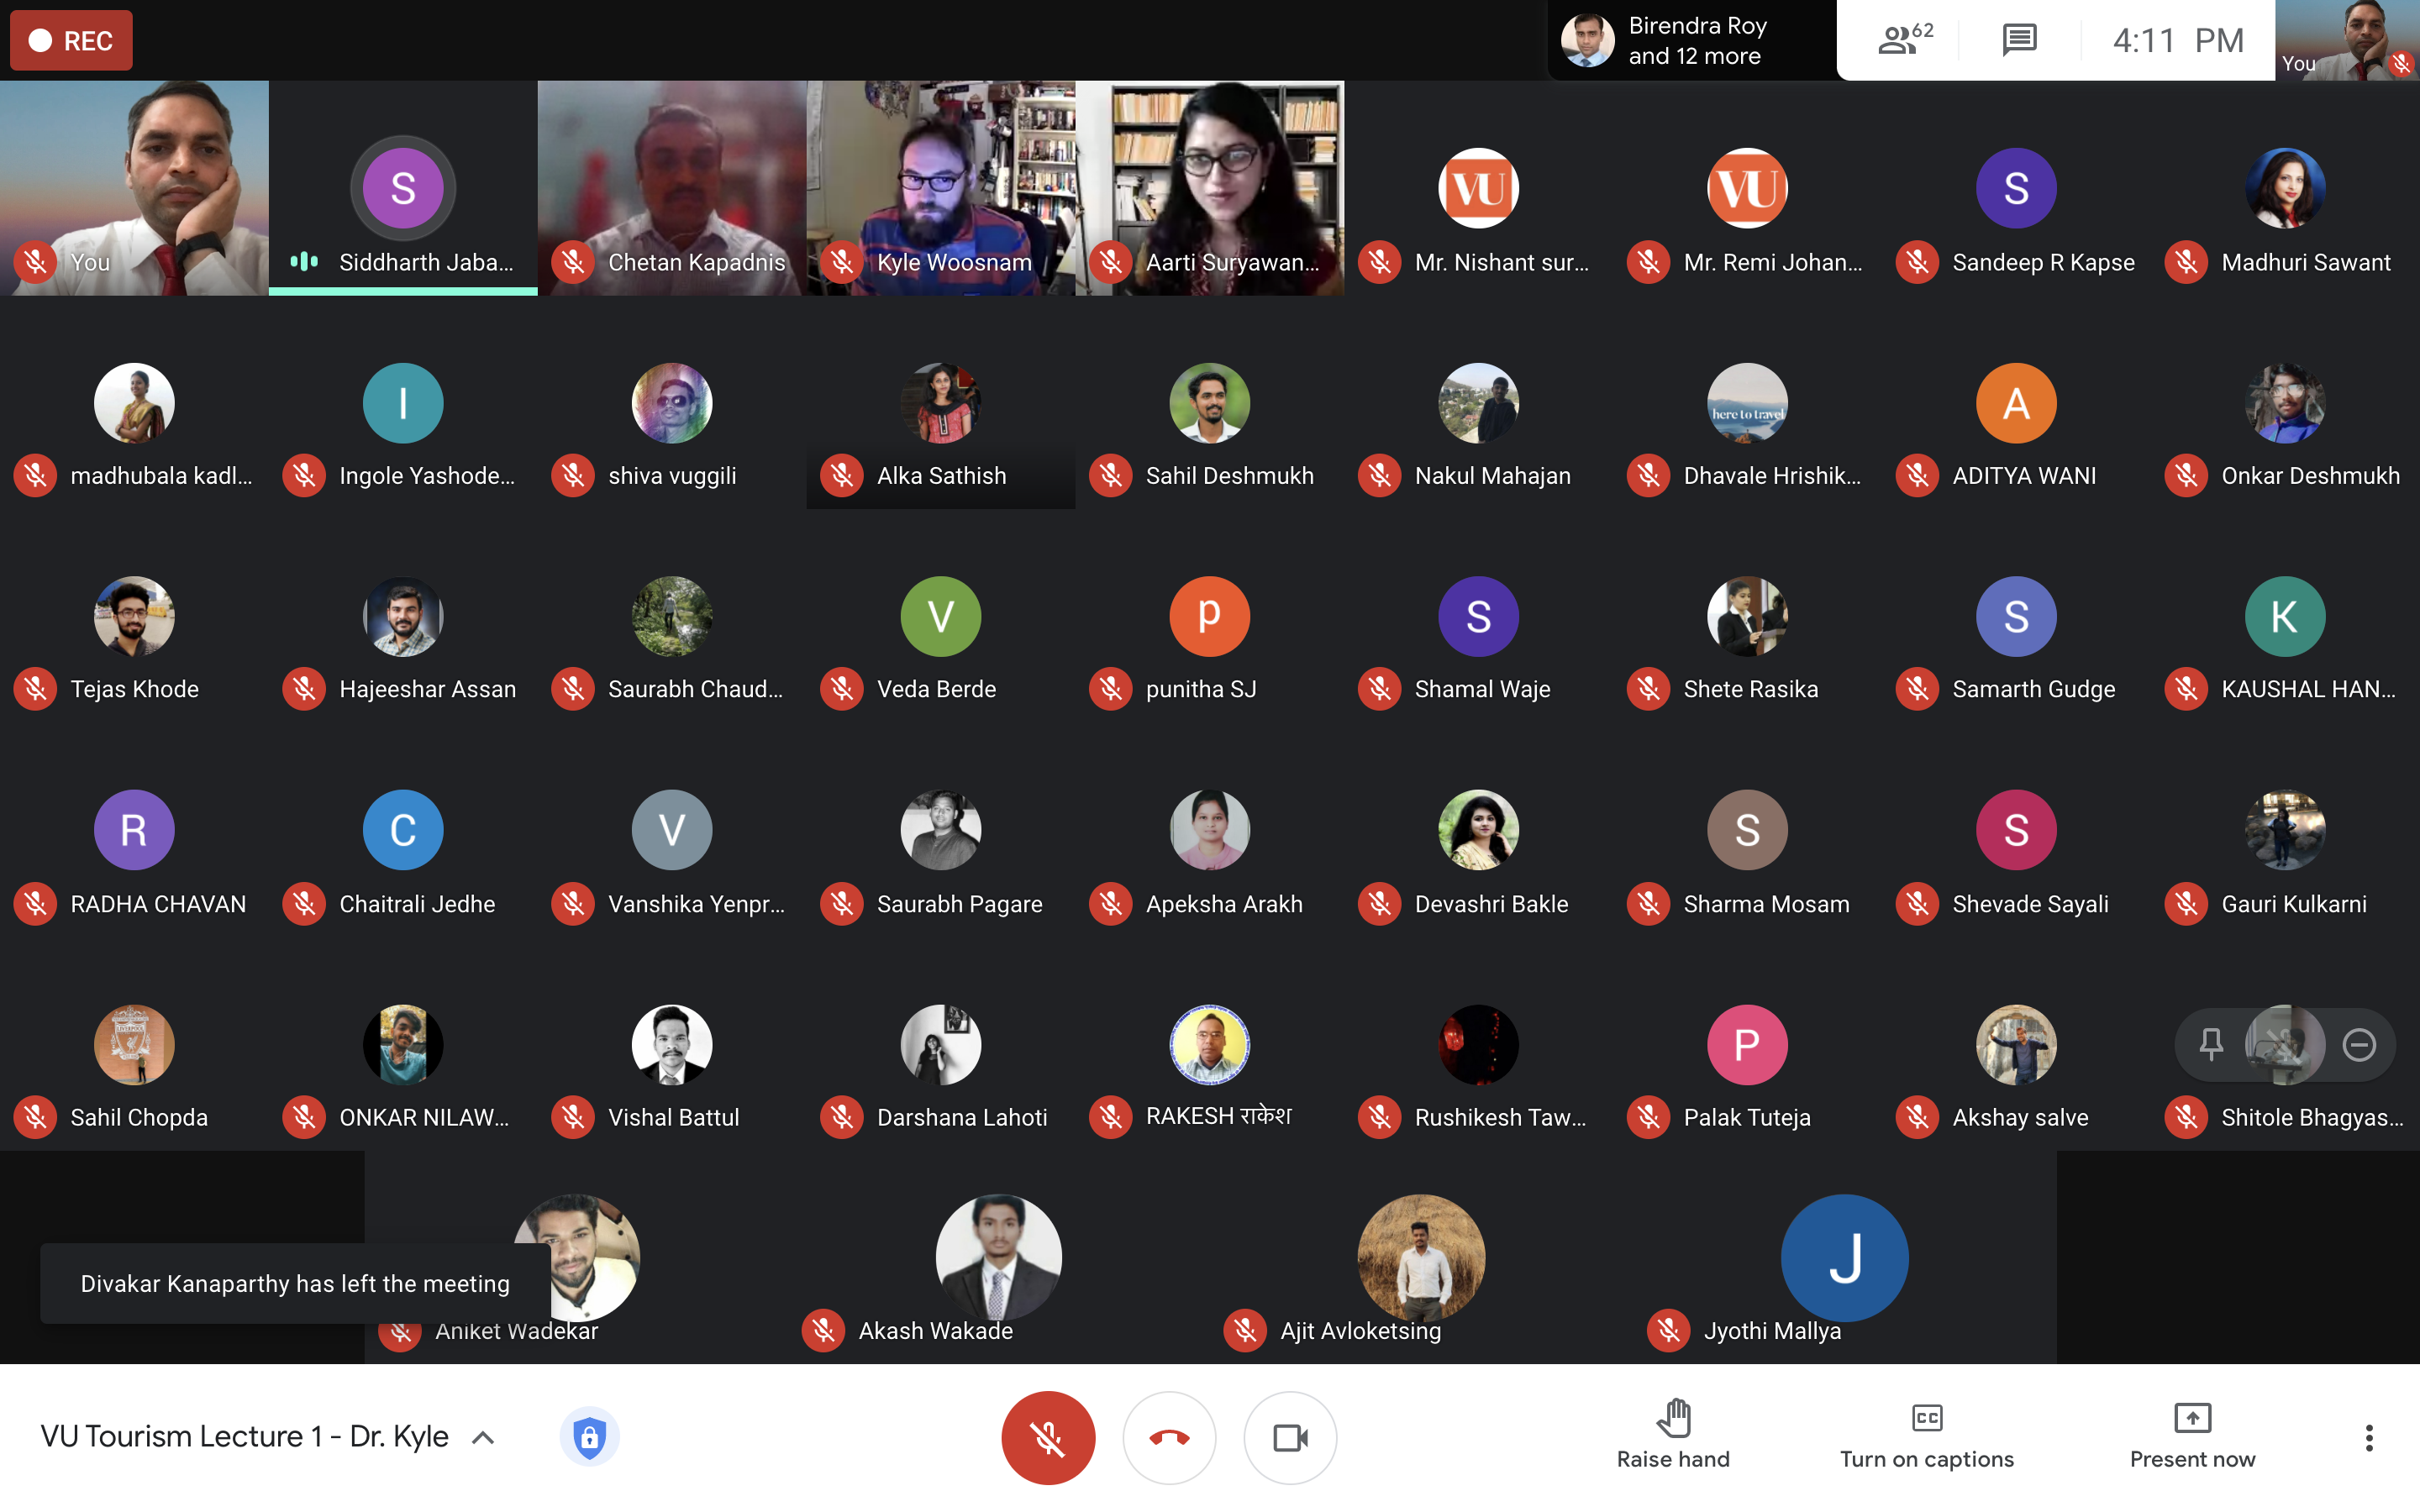 REC
Birendra Roy
and 12 more
62
4:11 PM
You
S
VU
VU
S
You
Siddharth Jaba...
Chetan Kapadnis
Kyle Woosnam
Aarti Suryawan...
Mr. Nishant sur...
Mr. Remi Johan...
Sandeep R Kapse
Madhuri Sawant
I
here to travel
A
madhubala kadl...
Ingole Yashode...
shiva vuggili
Alka Sathish
Sahil Deshmukh
Nakul Mahajan
Dhavale Hrishik...
ADITYA WANI
Onkar Deshmukh
V
p
S
S
K
Tejas Khode
Hajeeshar Assan
Saurabh Chaud...
Veda Berde
punitha SJ
Shamal Waje
Shete Rasika
Samarth Gudge
KAUSHAL HAN...
R
C
V
S
S
RADHA CHAVAN
Chaitrali Jedhe
Vanshika Yenpr...
Saurabh Pagare
Apeksha Arakh
Devashri Bakle
Sharma Mosam
Shevade Sayali
Gauri Kulkarni
P
Sahil Chopda
ONKAR NILAW...
Vishal Battul
Darshana Lahoti
RAKESH राकेश
Rushikesh Taw...
Palak Tuteja
Akshay salve
Shitole Bhagyas...
J
Divakar Kanaparthy has left the meeting
Aniket Wadekar
Akash Wakade
Ajit Avloketsing
Jyothi Mallya
VU Tourism Lecture 1 - Dr. Kyle
Raise hand
CC
Turn on captions
Present now